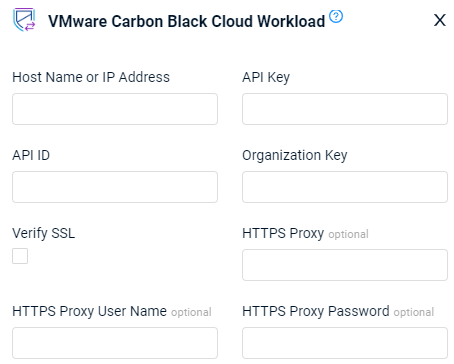 VMware Carbon Black Cloud Workload ?
X
Host Name or IP Address
API Key
API ID
Organization Key
Verify SSL
HTTPS Proxy optional
HTTPS Proxy User Name optional
HTTPS Proxy Password optional